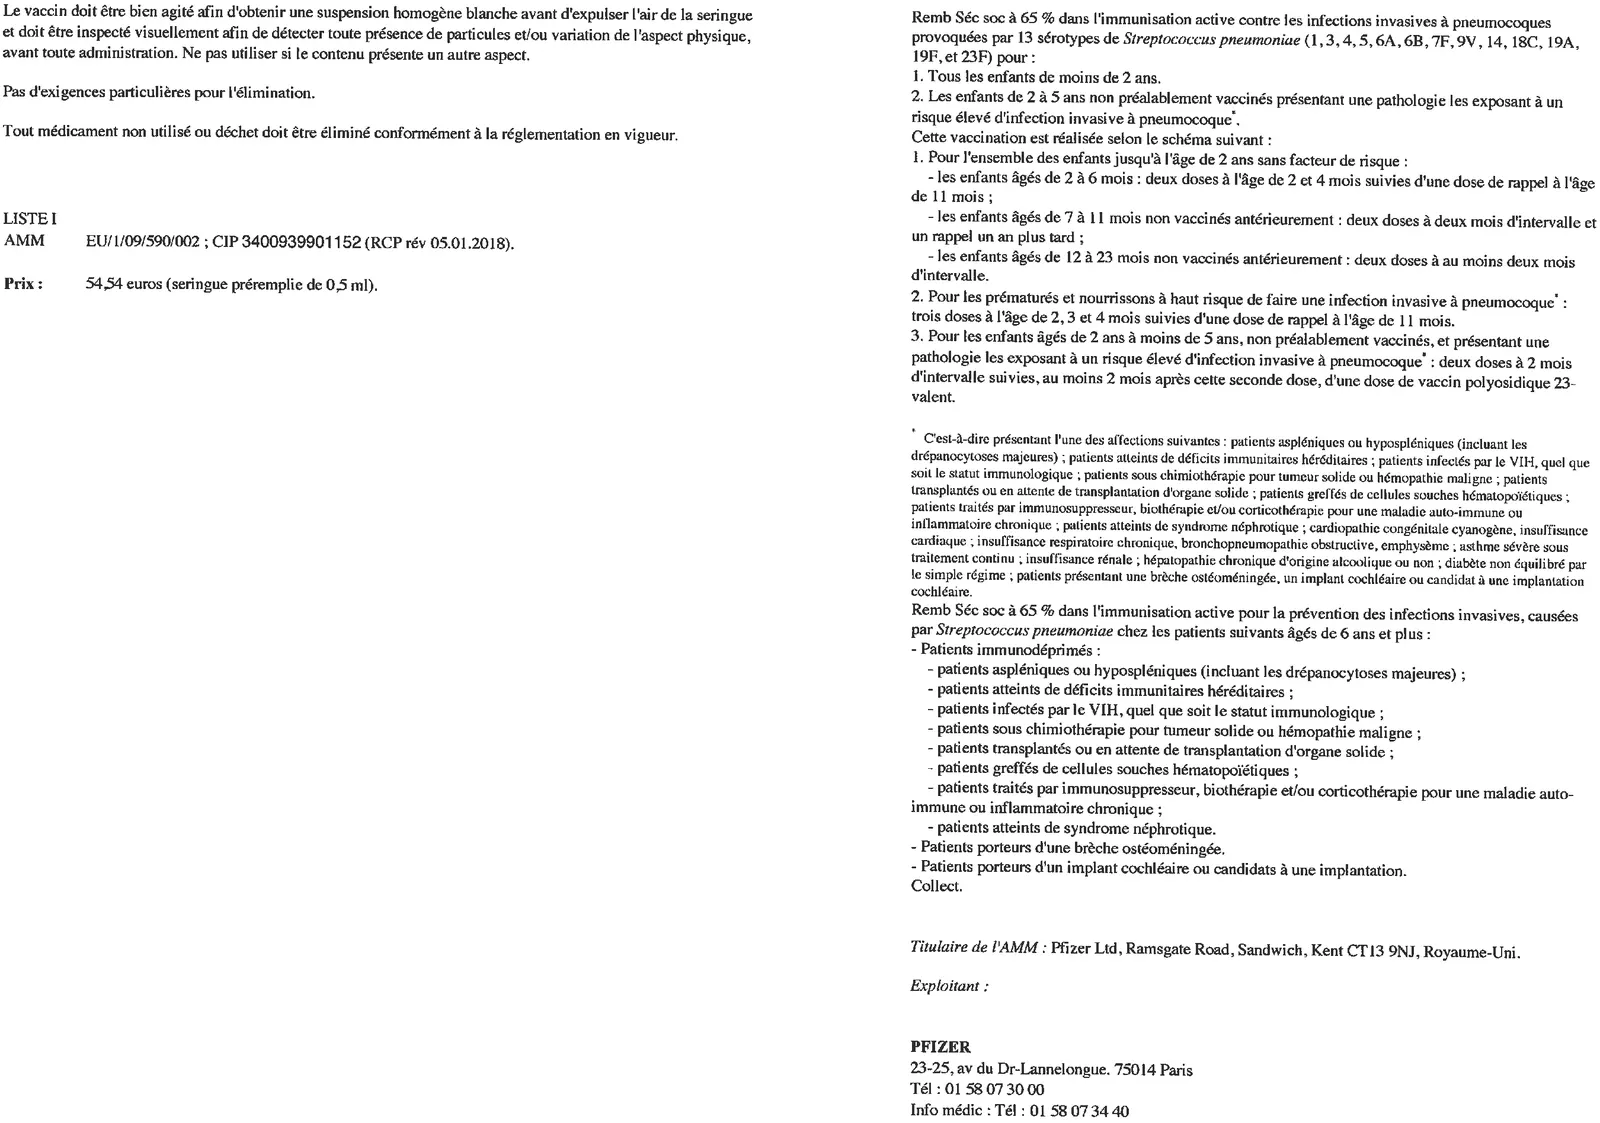 Le vaccin doit être bien agité afin d'obtenir une suspension homogène blanche avant d'expulser l'air de la seringue
et doit être inspecté visuellement afin de détecter toute présence de particules et/ou variation de l'aspect physique,
avant toute administration. Ne pas utiliser si le contenu présente un autre aspect.
Pas d'exigences particulières pour l'élimination.
Tout médicament non utilisé ou déchet doit être éliminé conformément à la réglementation en vigueur.
LISTE I
AMM EU/1/09/590/002 ; CIP 3400939901152 (RCP rév 05.01.2018).
Prix : 54,54 euros (seringue préremplie de 0,5 ml).
Remb Séc soc à 65 % dans l'immunisation active contre les infections invasives à pneumocoques
provoquées par 13 sérotypes de Streptococcus pneumoniae (1, 3, 4, 5, 6A, 6B, 7F, 9V, 14, 18C, 19A,
19F, et 23F) pour :
1. Tous les enfants de moins de 2 ans.
2. Les enfants de 2 à 5 ans non préalablement vaccinés présentant une pathologie les exposant à un
risque élevé d'infection invasive à pneumocoque*.
Cette vaccination est réalisée selon le schéma suivant :
1. Pour l'ensemble des enfants jusqu'à l'âge de 2 ans sans facteur de risque :
- les enfants âgés de 2 à 6 mois : deux doses à l'âge de 2 et 4 mois suivies d'une dose de rappel à l'âge
de 11 mois ;
- les enfants âgés de 7 à 11 mois non vaccinés antérieurement : deux doses à deux mois d'intervalle et
un rappel un an plus tard ;
- les enfants âgés de 12 à 23 mois non vaccinés antérieurement : deux doses à au moins deux mois
d'intervalle.
2. Pour les prématurés et nourrissons à haut risque de faire une infection invasive à pneumocoque* :
trois doses à l'âge de 2, 3 et 4 mois suivies d'une dose de rappel à l'âge de 11 mois.
3. Pour les enfants âgés de 2 ans à moins de 5 ans, non préalablement vaccinés, et présentant une
pathologie les exposant à un risque élevé d'infection invasive à pneumocoque* : deux doses à 2 mois
d'intervalle suivies, au moins 2 mois après cette seconde dose, d'une dose de vaccin polyosidique 23-
valent.
* C'est-à-dire présentant l'une des affections suivantes : patients aspléniques ou hypospléniques (incluant les
drépanocytoses majeures) ; patients atteints de déficits immunitaires héréditaires ; patients infectés par le VIH, quel que
soit le statut immunologique ; patients sous chimiothérapie pour tumeur solide ou hémopathie maligne ; patients
transplantés ou en attente de transplantation d'organe solide ; patients greffés de cellules souches hématopoïétiques ;
patients traités par immunosuppresseur, biothérapie et/ou corticothérapie pour une maladie auto-immune ou
inflammatoire chronique ; patients atteints de syndrome néphrotique ; cardiopathie congénitale cyanogène, insuffisance
cardiaque ; insuffisance respiratoire chronique, bronchopneumopathie obstructive, emphysème ; asthme sévère sous
traitement continu ; insuffisance rénale ; hépatopathie chronique d'origine alcoolique ou non ; diabète non équilibré par
le simple régime ; patients présentant une brèche ostéoméningée, un implant cochléaire ou candidat à une implantation
cochléaire.
Remb Séc soc à 65 % dans l'immunisation active pour la prévention des infections invasives, causées
par Streptococcus pneumoniae chez les patients suivants âgés de 6 ans et plus :
- Patients immunodéprimés :
- patients aspléniques ou hypospléniques (incluant les drépanocytoses majeures) ;
- patients atteints de déficits immunitaires héréditaires ;
- patients infectés par le VIH, quel que soit le statut immunologique ;
- patients sous chimiothérapie pour tumeur solide ou hémopathie maligne ;
- patients transplantés ou en attente de transplantation d'organe solide ;
- patients greffés de cellules souches hématopoïétiques ;
- patients traités par immunosuppresseur, biothérapie et/ou corticothérapie pour une maladie auto-
immune ou inflammatoire chronique ;
- patients atteints de syndrome néphrotique.
- Patients porteurs d'une brèche ostéoméningée.
- Patients porteurs d'un implant cochléaire ou candidats à une implantation.
Collect.
Titulaire de l'AMM : Pfizer Ltd, Ramsgate Road, Sandwich, Kent CT13 9NJ, Royaume-Uni.
Exploitant :
PFIZER
23-25, av du Dr-Lannelongue. 75014 Paris
Tél : 01 58 07 30 00
Info médic : Tél : 01 58 07 34 40